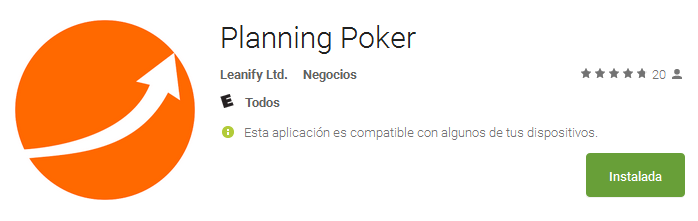 Planning Poker
Leanify Ltd. Negocios 20
E Todos
Esta aplicación es compatible con algunos de tus dispositivos.
Instalada